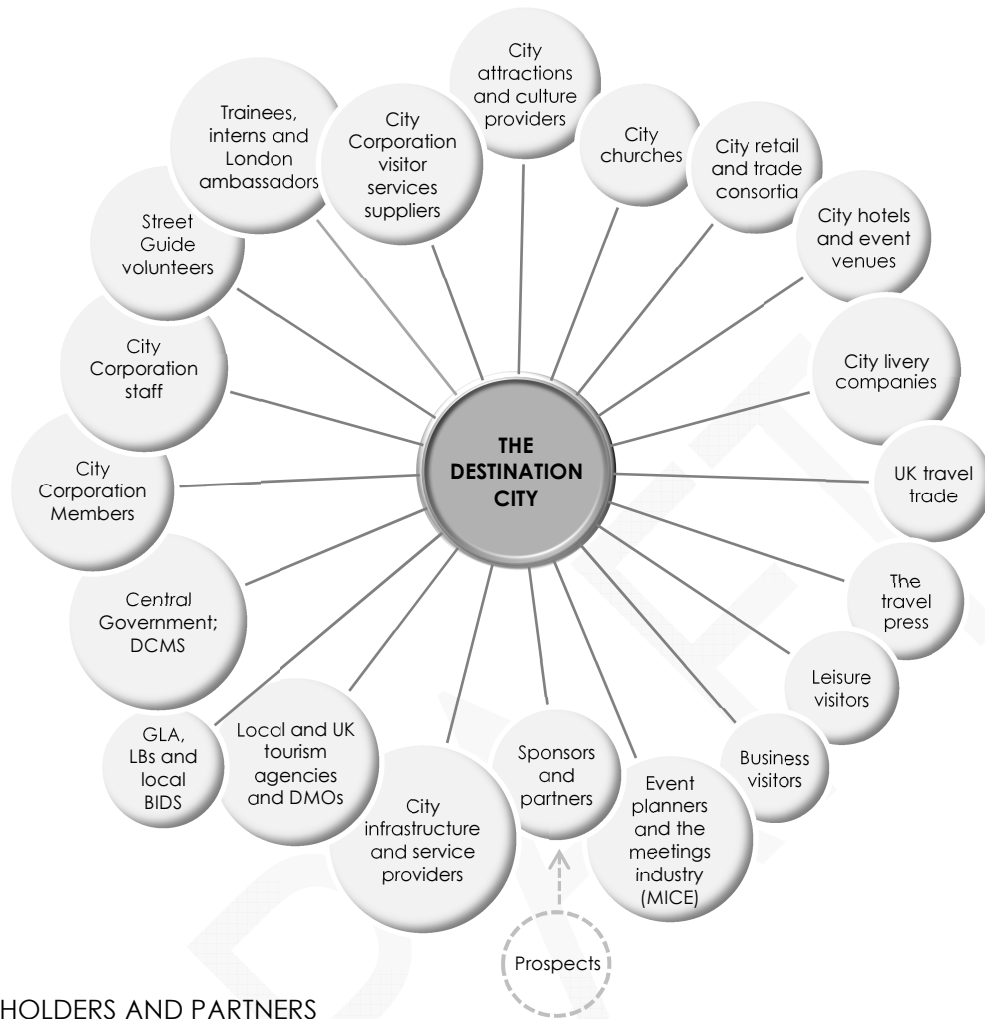 City
attractions
and culture
providers
City
churches
City retail
and trade
consortia
City hotels
and event
venues
City livery
companies
UK travel
trade
The
travel
press
Leisure
visitors
Business
visitors
Event
planners
and the
meetings
industry
(MICE)
Sponsors
and
partners
Prospects
City
infrastructure
and service
providers
Local and UK
tourism
agencies
and DMOs
GLA,
LBs and
local
BIDS
Central
Government;
DCMS
City
Corporation
Members
City
Corporation
staff
Street
Guide
volunteers
Trainees,
interns and
London
ambassadors
City
Corporation
visitor
services
suppliers
THE
DESTINATION
CITY
HOLDERS AND PARTNERS